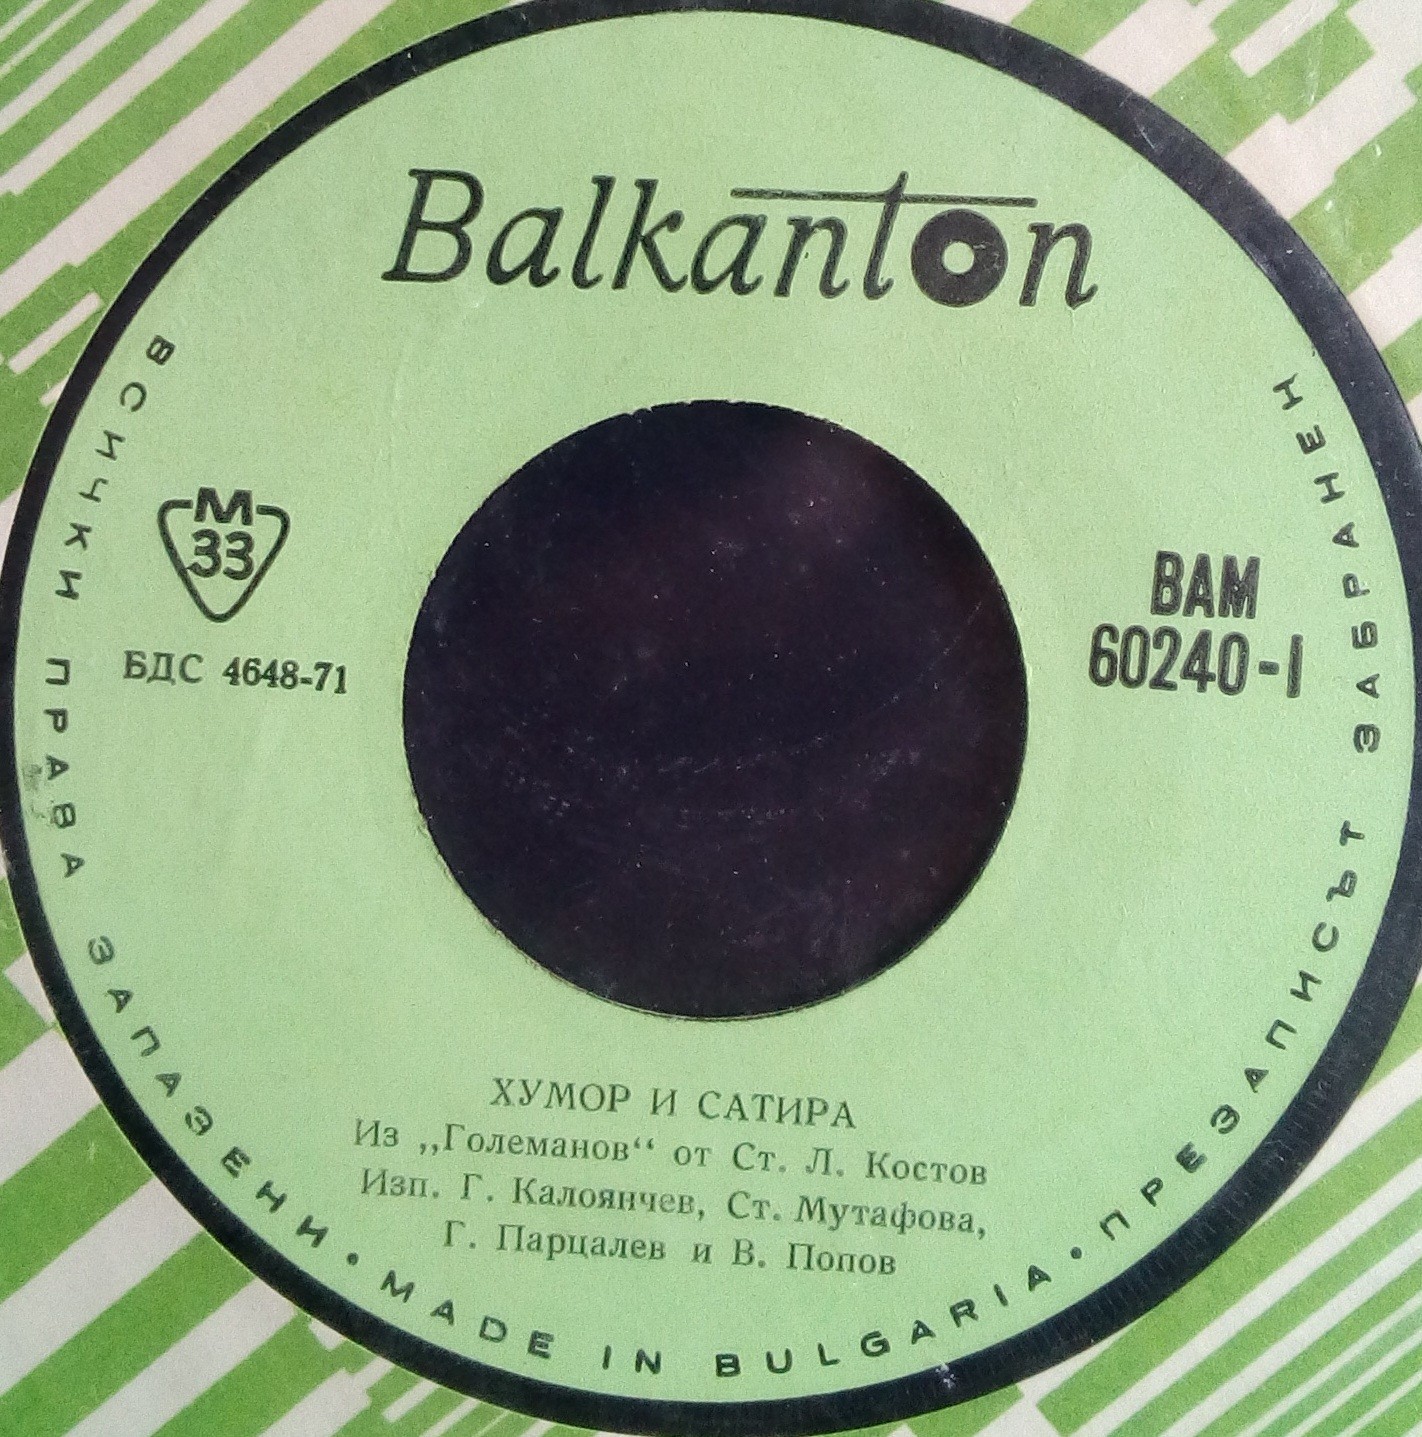 Balkanton
М
33
БДС 4648-71
ВАМ
60240-I
ХУМОР И САТИРА
Из „Големанов“ от Ст. Л. Костов
Изп. Г. Калоянчев, Ст. Мутафова,
Г. Парцалев и В. Попов
ВСИЧКИ ПРАВА ЗАПАЗЕНИ • MADE IN BULGARIA • ПРЕЗАПИСЪТ ЗАБРАНЕН